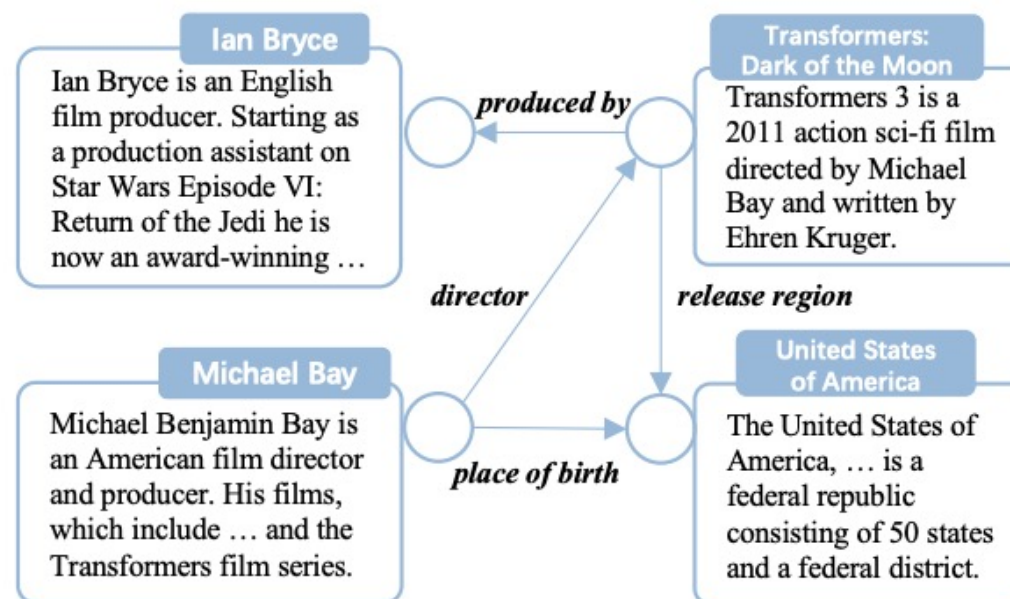 Ian Bryce
Ian Bryce is an English
film producer. Starting as
a production assistant on
Star Wars Episode VI:
Return of the Jedi he is
now an award-winning …
produced by
Transformers:
Dark of the Moon
Transformers 3 is a
2011 action sci-fi film
directed by Michael
Bay and written by
Ehren Kruger.
director
release region
Michael Bay
Michael Benjamin Bay is
an American film director
and producer. His films,
which include … and the
Transformers film series.
place of birth
United States
of America
The United States of
America, … is a
federal republic
consisting of 50 states
and a federal district.